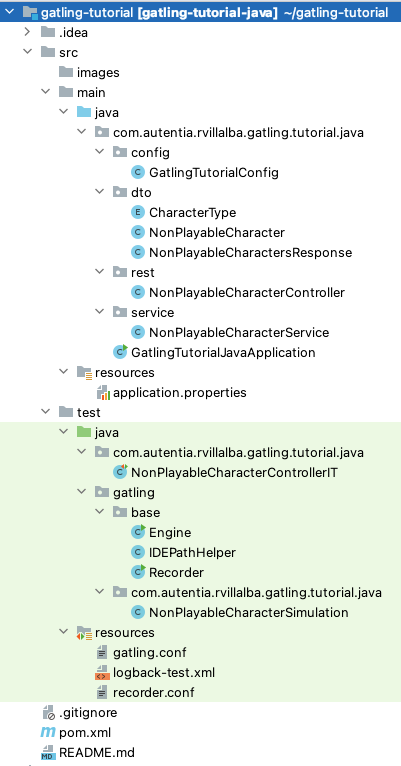 gatling-tutorial [gatling-tutorial-java] ~/gatling-tutorial
.idea
src
images
main
java
com.autentia.rvillalba.gatling.tutorial.java
config
GatlingTutorialConfig
dto
CharacterType
NonPlayableCharacter
NonPlayableCharactersResponse
rest
NonPlayableCharacterController
service
NonPlayableCharacterService
GatlingTutorialJavaApplication
resources
application.properties
test
java
com.autentia.rvillalba.gatling.tutorial.java
NonPlayableCharacterControllerIT
gatling
base
Engine
IDEPathHelper
Recorder
com.autentia.rvillalba.gatling.tutorial.java
NonPlayableCharacterSimulation
resources
gatling.conf
logback-test.xml
recorder.conf
.gitignore
pom.xml
README.md